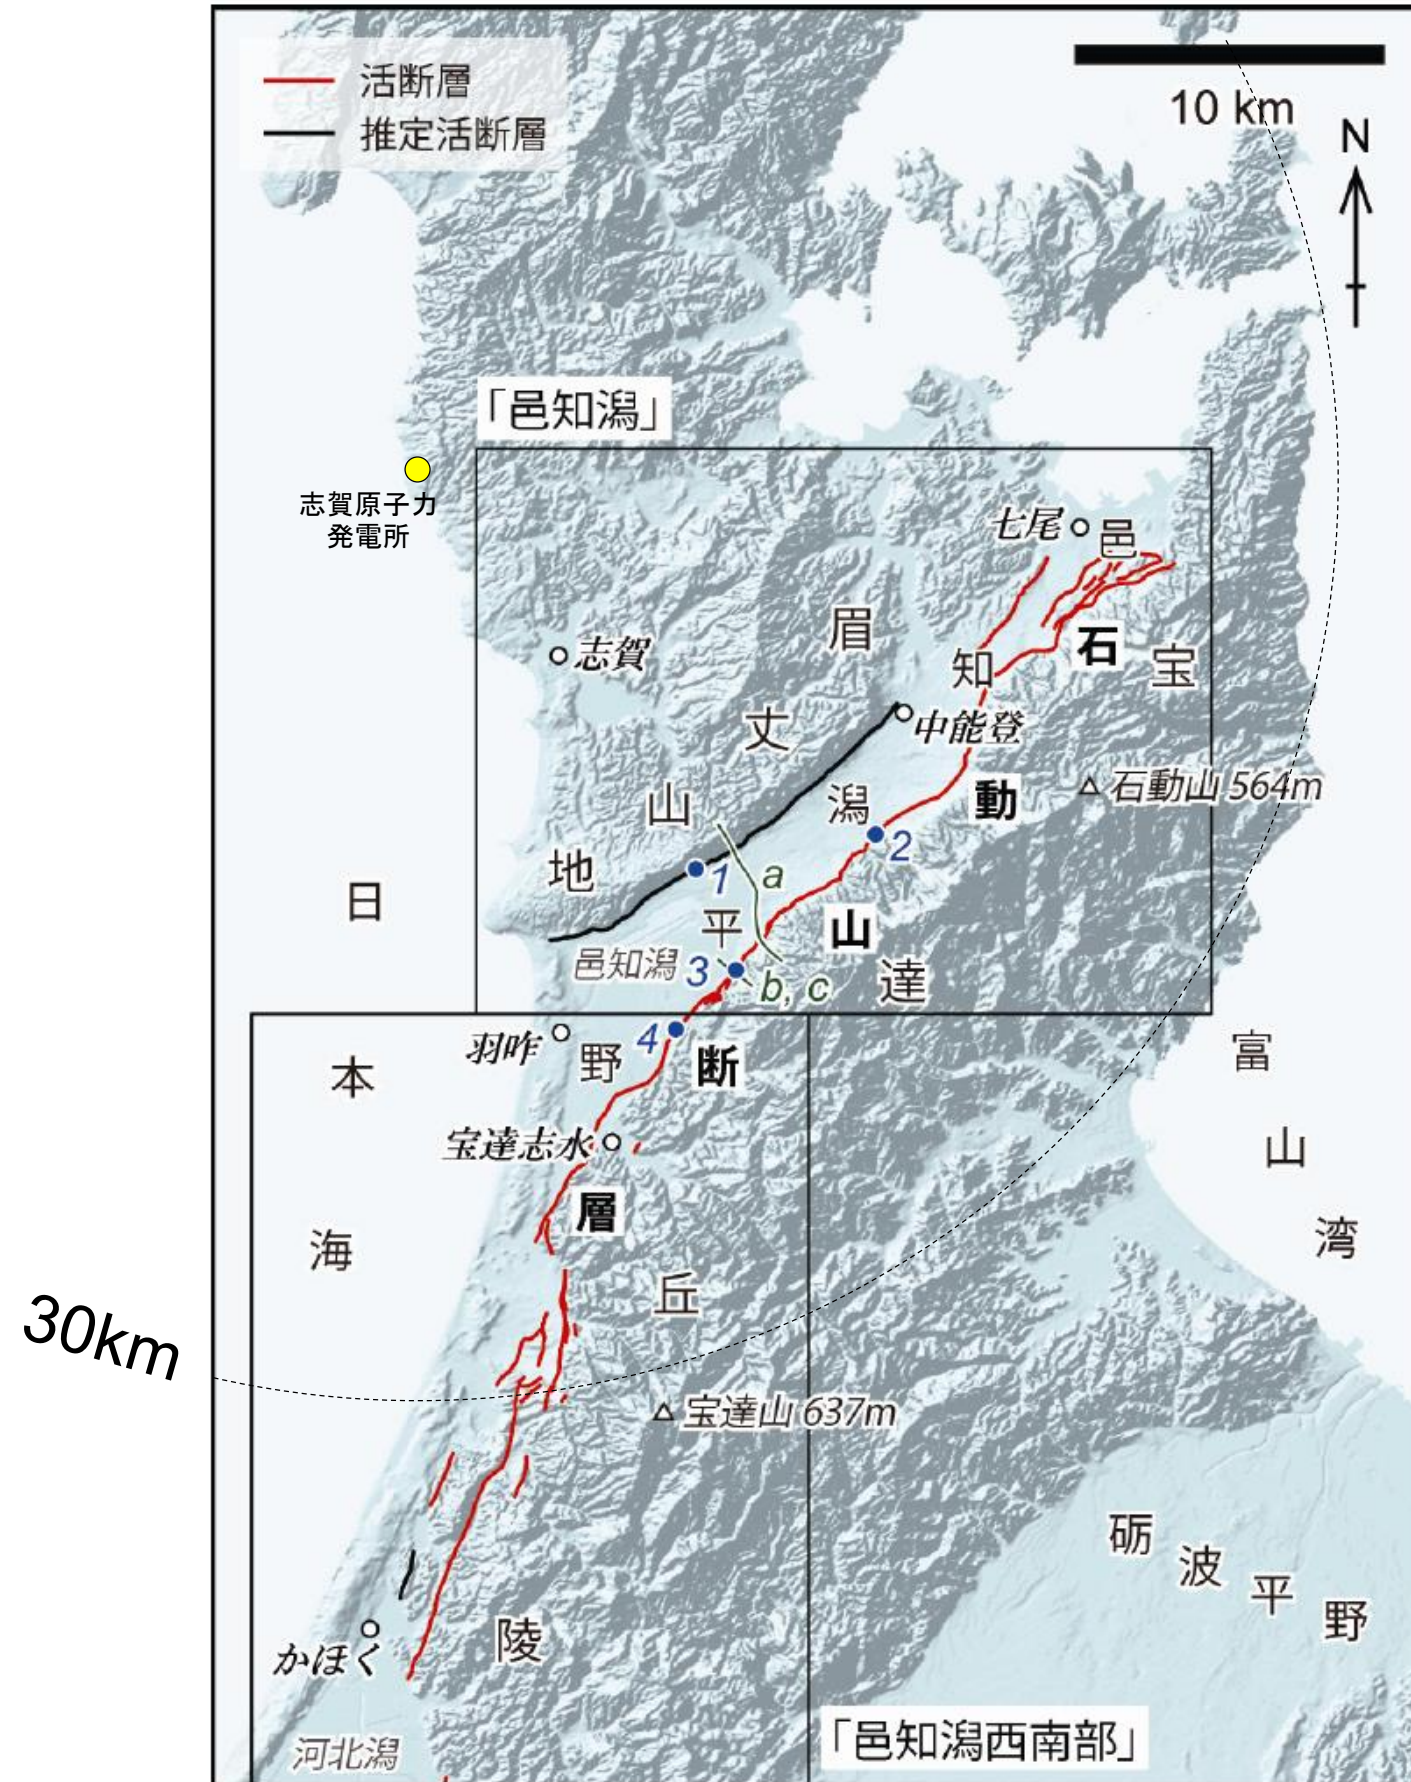 活断層
推定活断層
10 km
N
「邑知潟」
志賀原子力
発電所
七尾
邑
眉
石
志賀
知
宝
丈
中能登
山
潟
動
石動山 564m
2
地
1
a
日
平
山
邑知潟
3
達
b, c
羽咋
4
野
断
富
本
宝達志水
山
層
海
湾
丘
30km
宝達山 637m
砺
波
平
野
陵
かほく
「邑知潟西南部」
河北潟